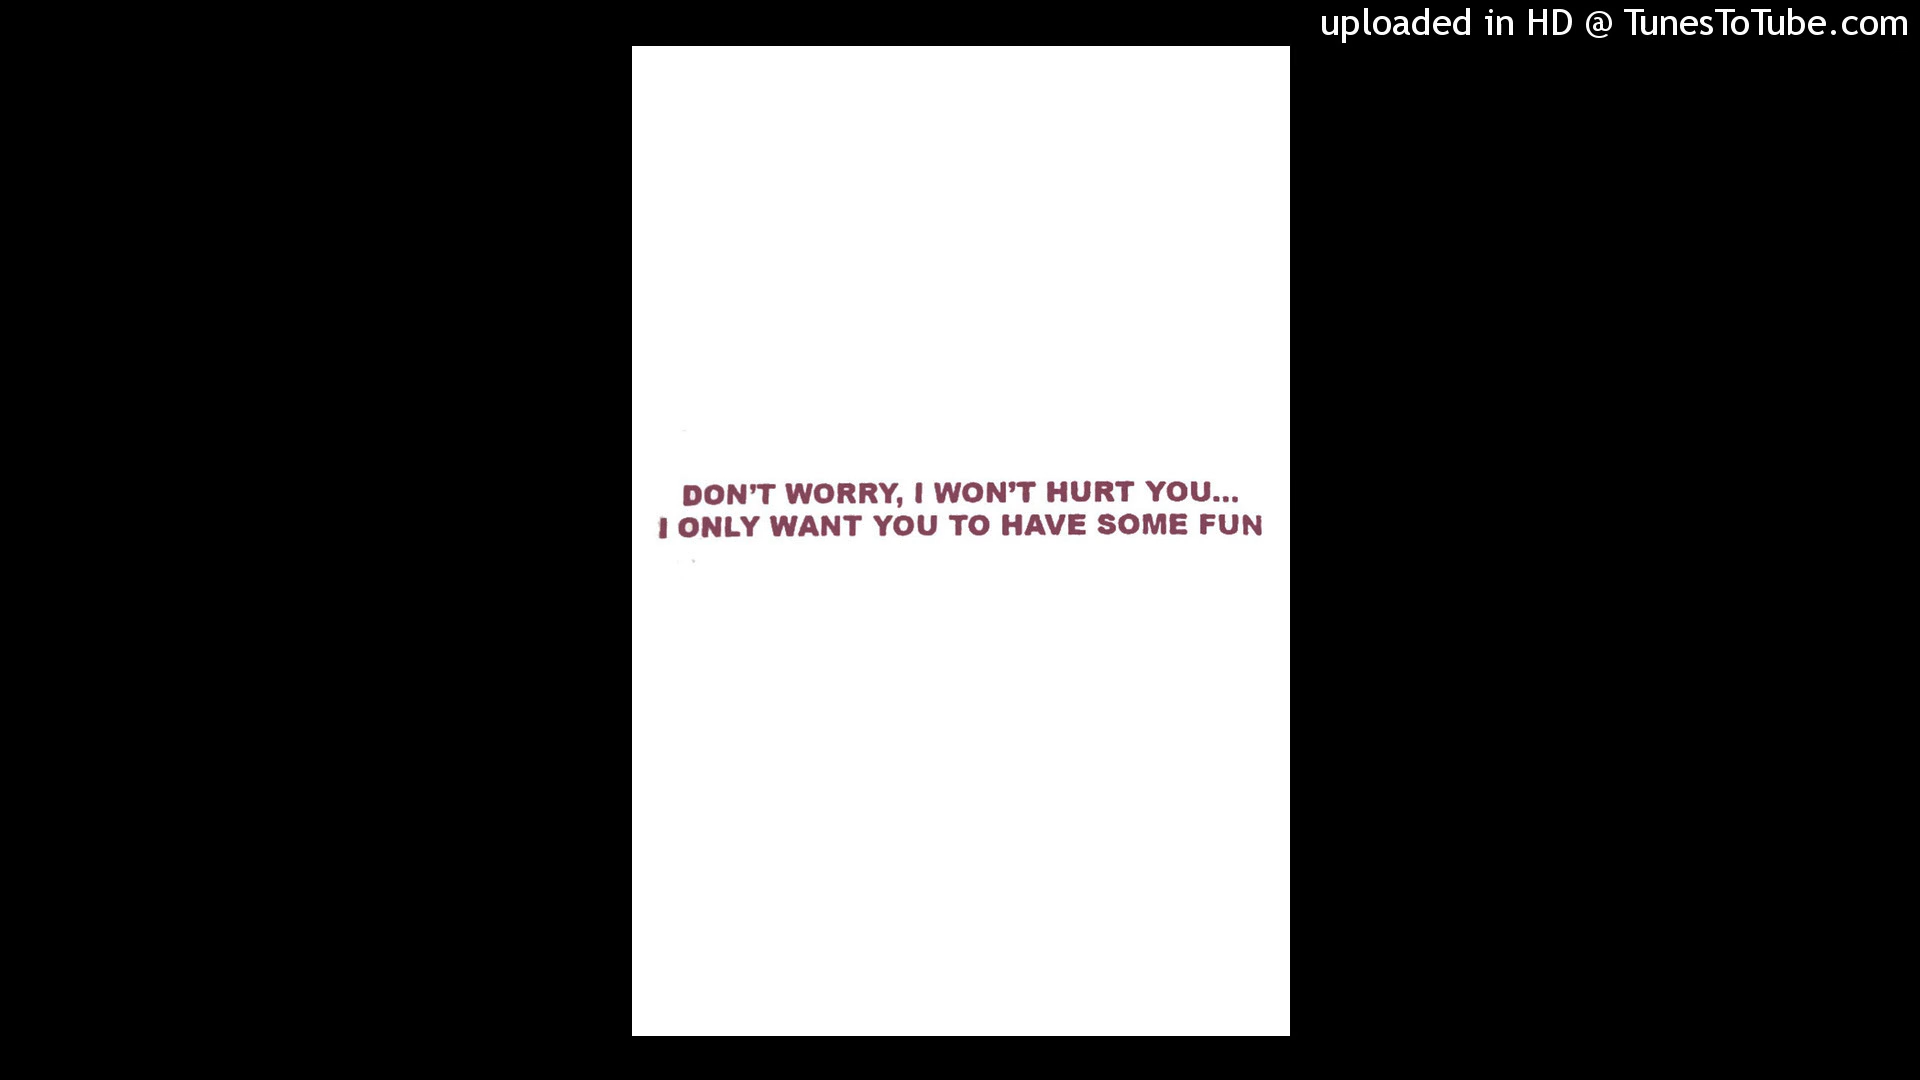 uploaded in HD @ TunesToTube.com
DON'T WORRY, I WON'T HURT YOU...
I ONLY WANT YOU TO HAVE SOME FUN